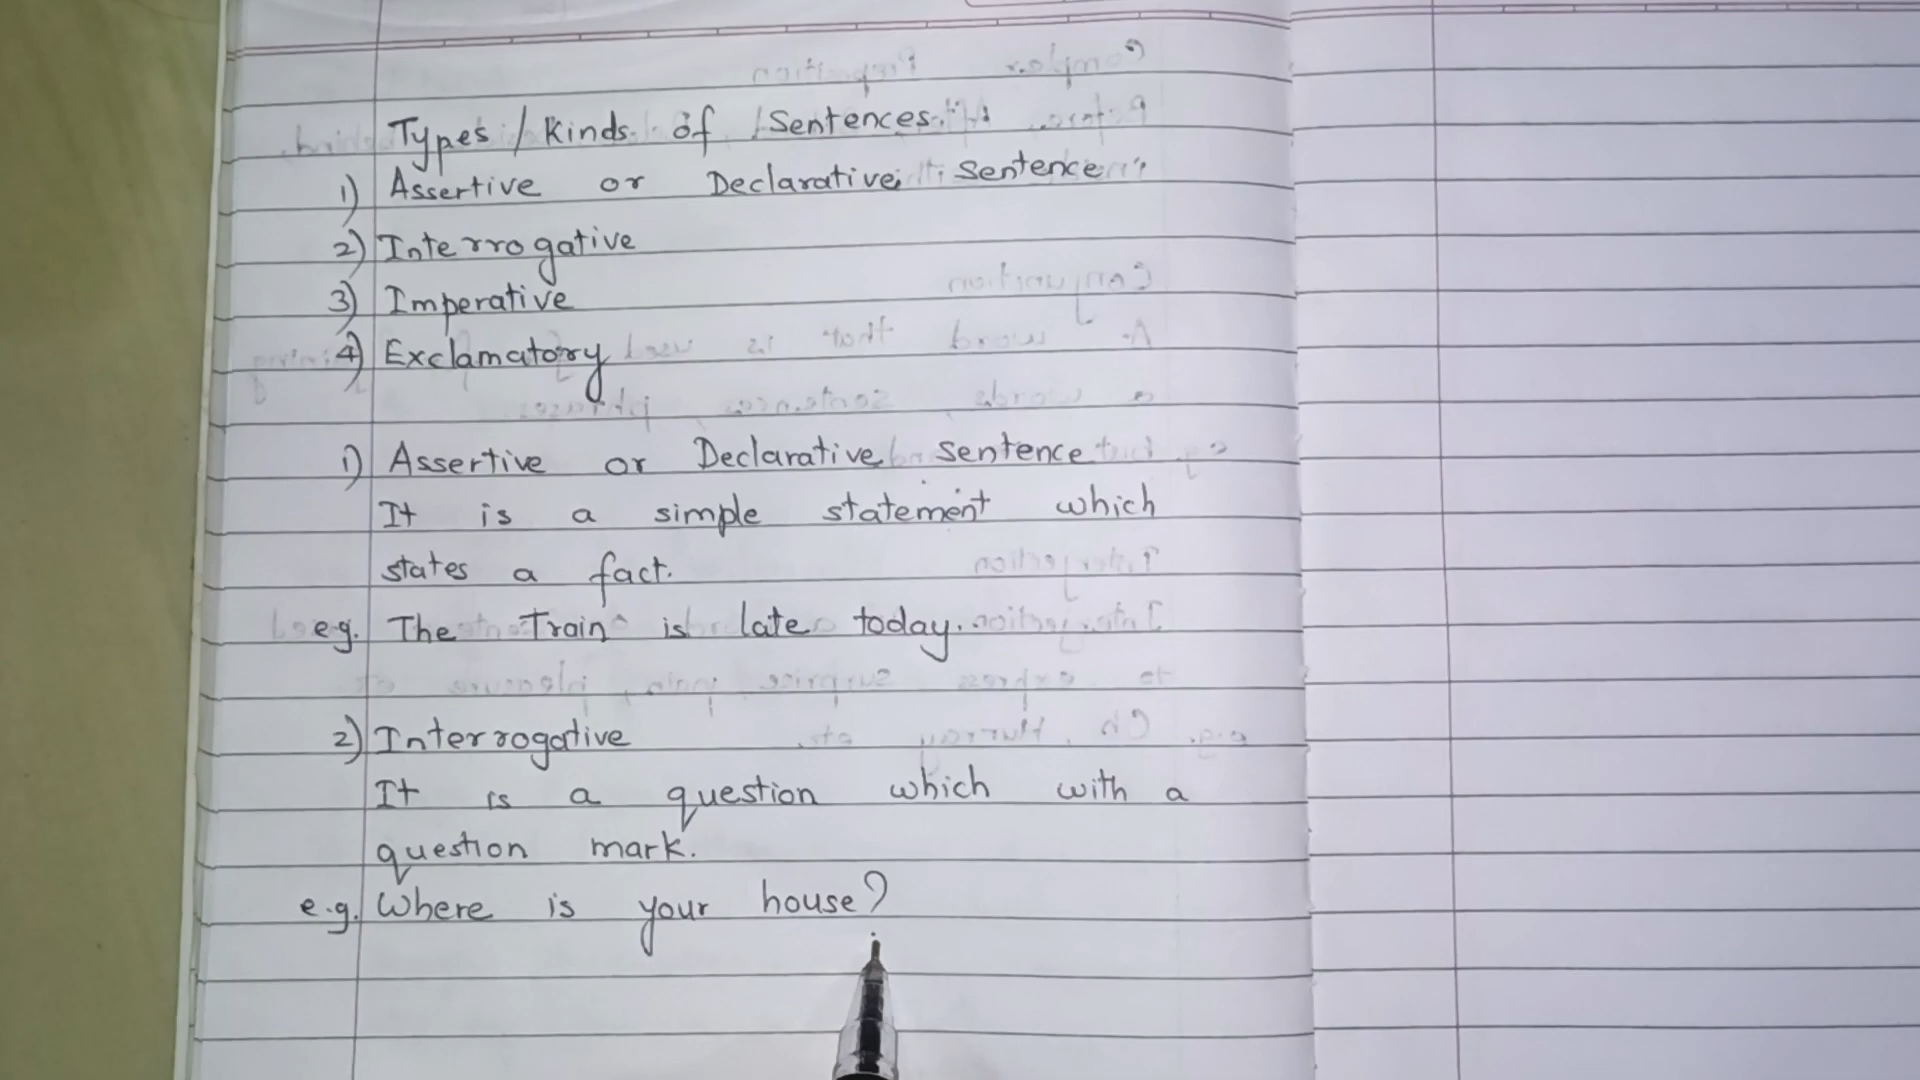 Types / Kinds of Sentences.
1) Assertive or Declarative Sentence
2) Interrogative
3) Imperative
4) Exclamatory
1) Assertive or Declarative Sentence
It is a simple statement which
states a fact.
e.g. The Train is late today.
2) Interrogative
It is a question which with a
question mark.
e.g. Where is your house?